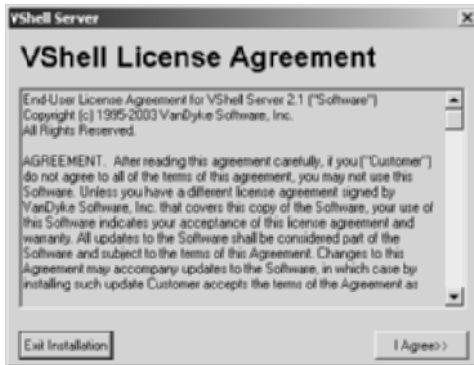 VShell Server
VShell License Agreement
End-User License Agreement for VShell Server 2.1 ("Software")
Copyright (c) 1995-2003 VanDyke Software, Inc.
All Rights Reserved.
AGREEMENT. After reading this agreement carefully, if you ("Customer")
do not agree to all of the terms of this agreement, you may not use this
Software. Unless you have a different license agreement signed by
VanDyke Software, Inc. that covers this copy of the Software, your use of
this Software indicates your acceptance of this license agreement and
warranty. All updates to the Software shall be considered part of the
Software and subject to the terms of this Agreement. Changes to this
Agreement may accompany updates to the Software, in which case by
installing such update Customer accepts the terms of the Agreement as
Exit Installation
I Agree>>